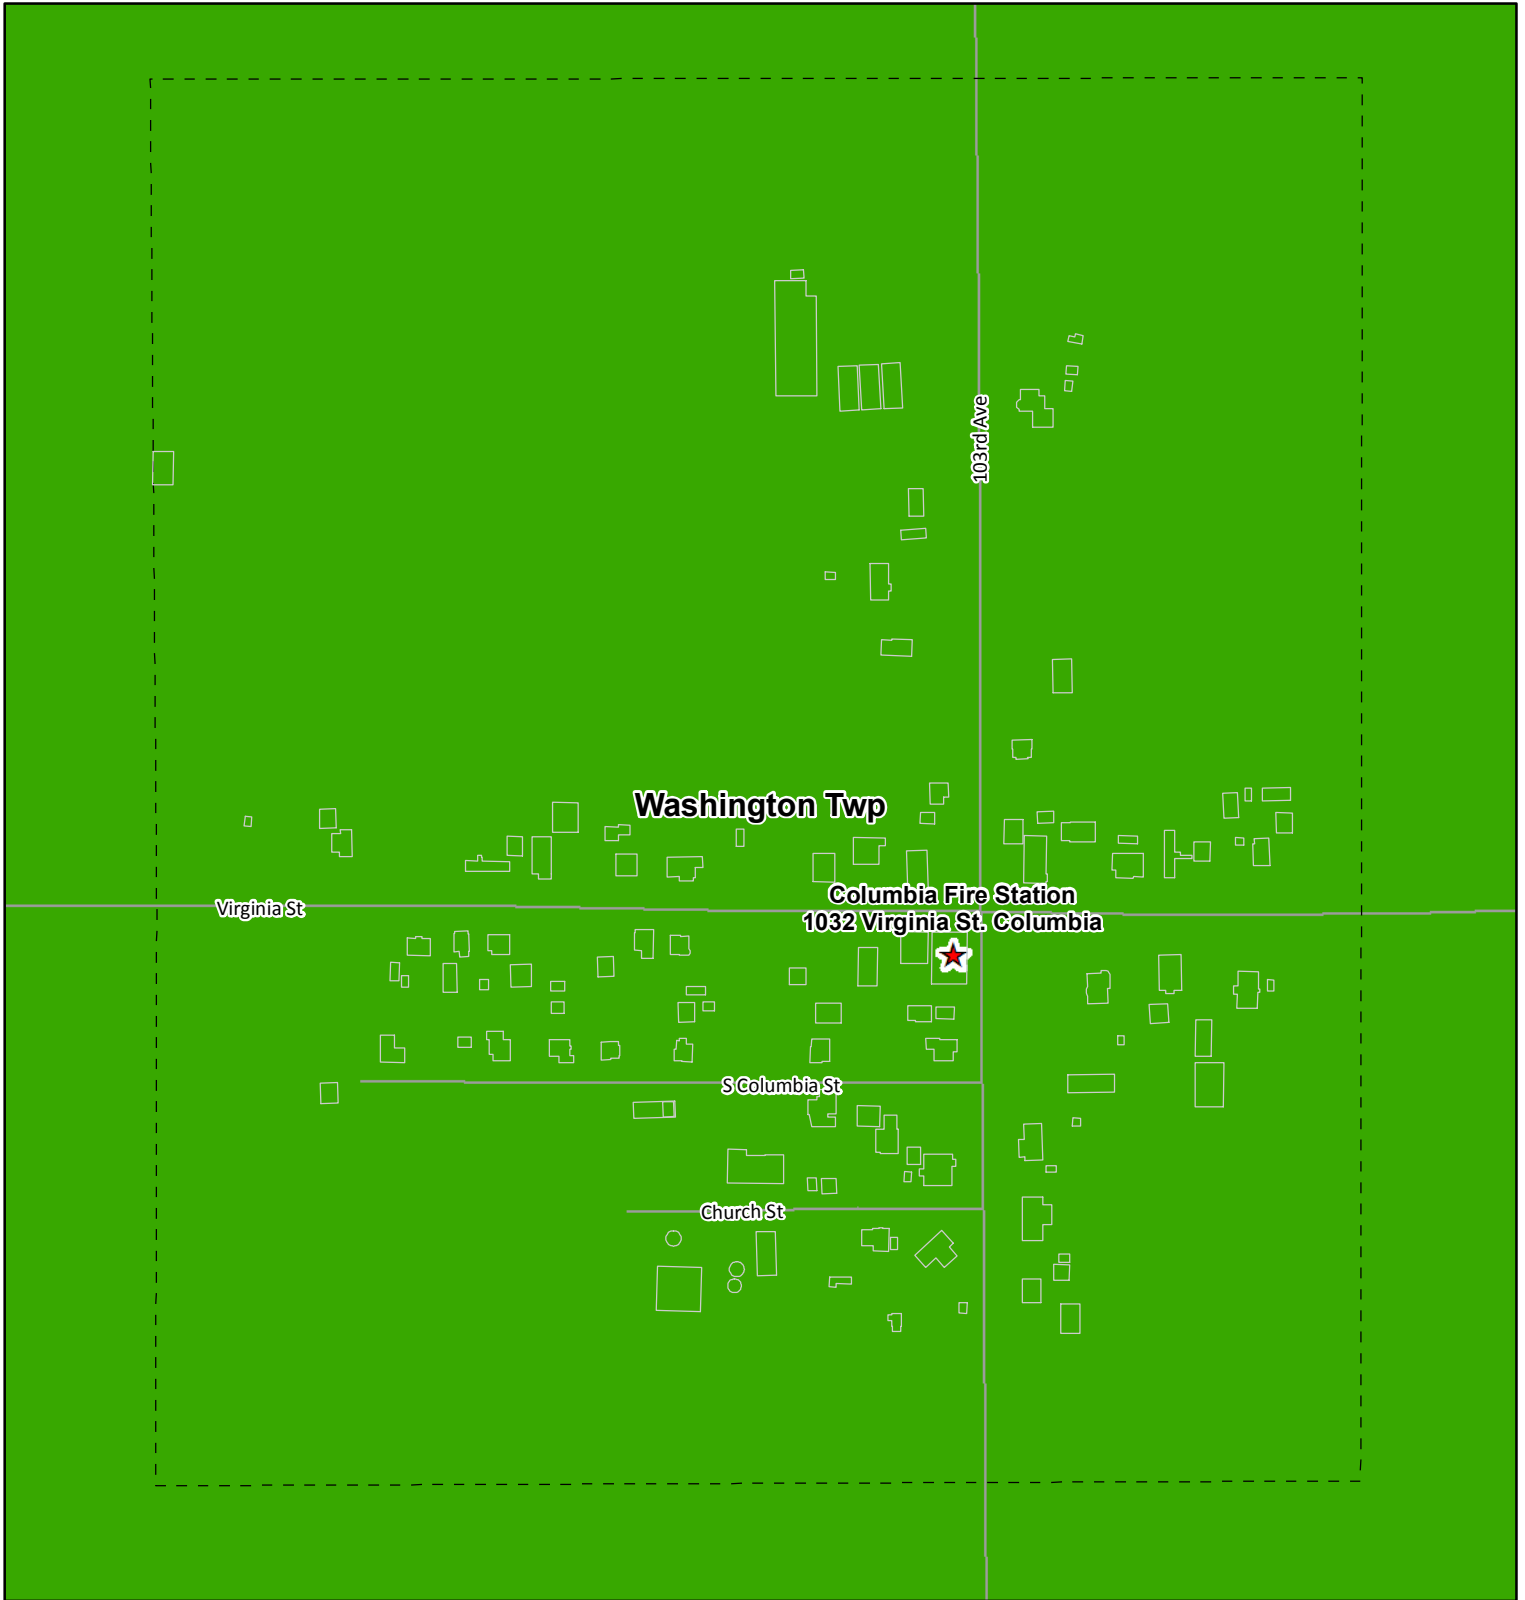 103rd Ave
Washington Twp
Columbia Fire Station
1032 Virginia St. Columbia
Virginia St
S Columbia St
Church St